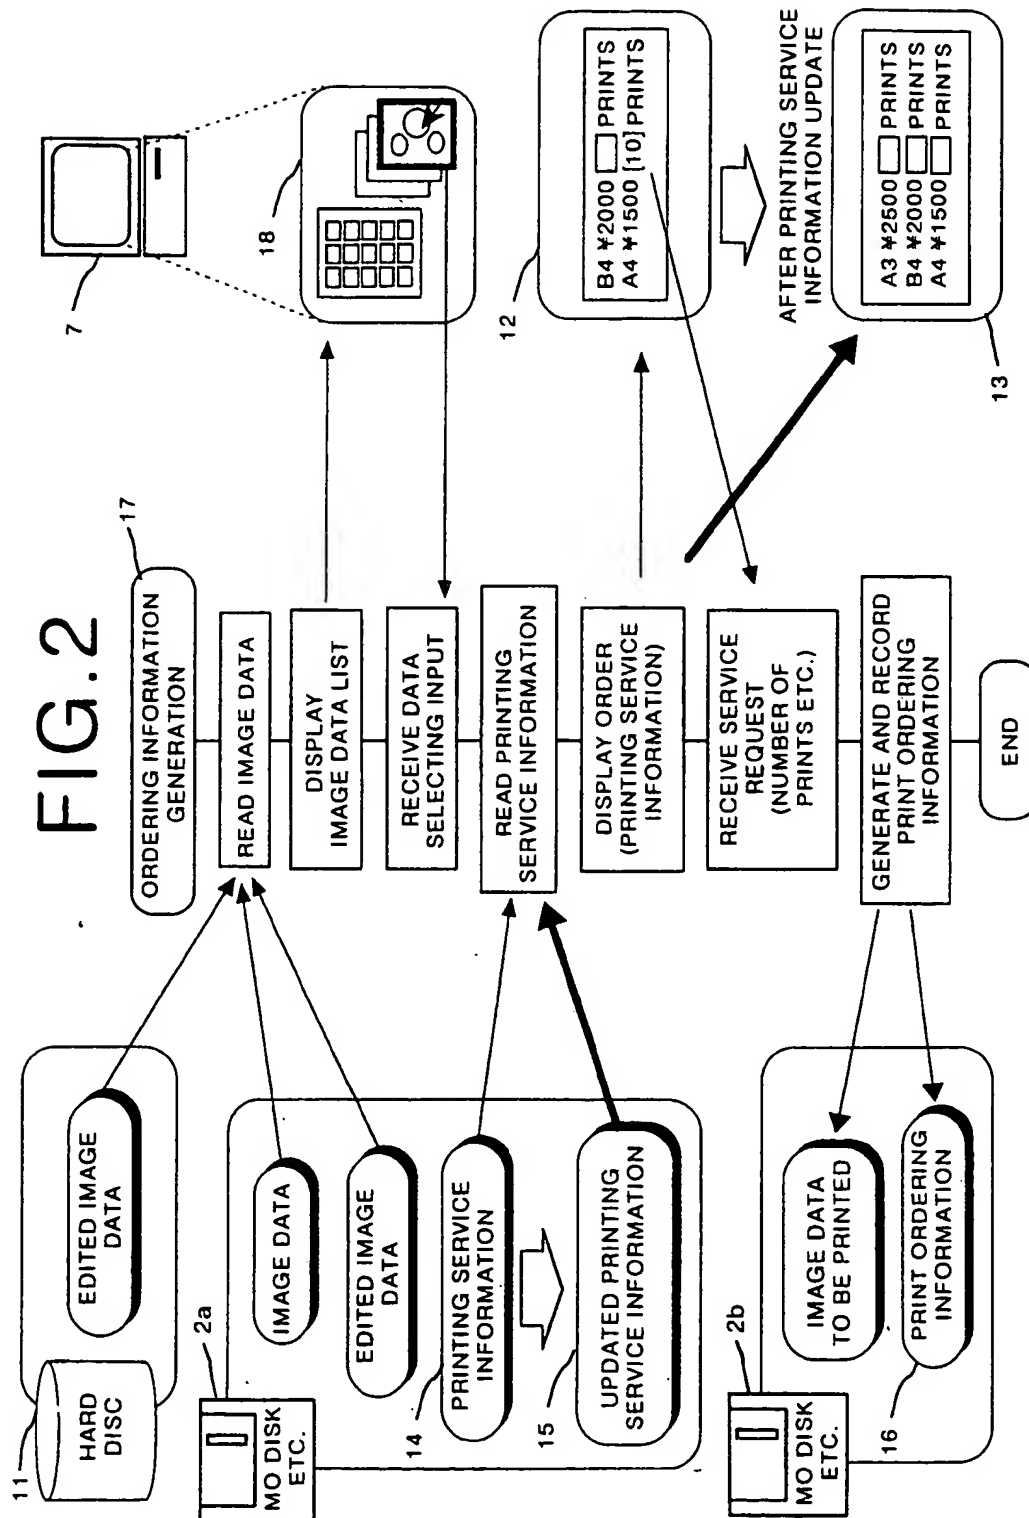 FIG.2
11
HARD
DISC
EDITED IMAGE
DATA
2a
MO DISK
ETC.
IMAGE DATA
EDITED IMAGE
DATA
14
PRINTING SERVICE
INFORMATION
15
UPDATED PRINTING
SERVICE INFORMATION
2b
MO DISK
ETC.
IMAGE DATA
TO BE PRINTED
16
PRINT ORDERING
INFORMATION
17
ORDERING INFORMATION
GENERATION
READ IMAGE DATA
DISPLAY
IMAGE DATA LIST
RECEIVE DATA
SELECTING INPUT
READ PRINTING
SERVICE INFORMATION
DISPLAY ORDER
(PRINTING SERVICE
INFORMATION)
RECEIVE SERVICE
REQUEST
(NUMBER OF
PRINTS ETC.)
GENERATE AND RECORD
PRINT ORDERING
INFORMATION
END
7
18
12
B4 ¥2000 PRINTS
A4 ¥1500 [10] PRINTS
AFTER PRINTING SERVICE
INFORMATION UPDATE
13
A3 ¥2500 PRINTS
B4 ¥2000 PRINTS
A4 ¥1500 PRINTS